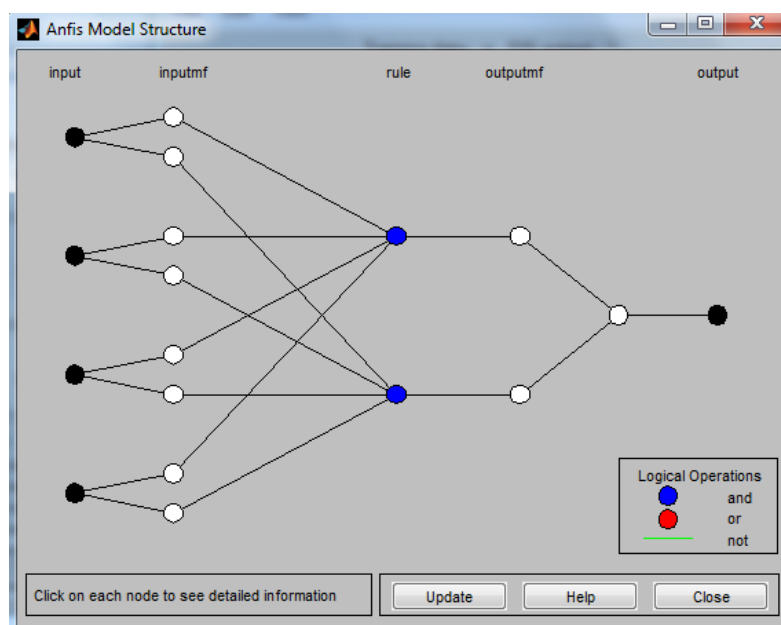 Anfis Model Structure
input inputmf rule outputmf output
Logical Operations
and
or
not
Click on each node to see detailed information
Update Help Close